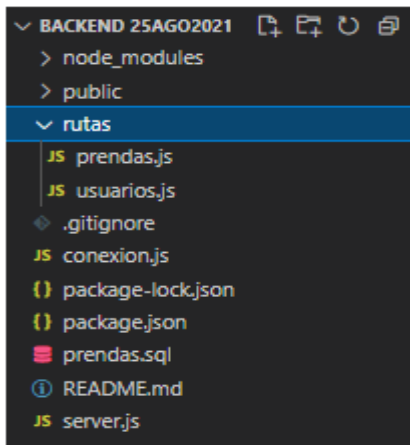 BACKEND 25AGO2021
node_modules
public
rutas
JS prendas.js
JS usuarios.js
.gitignore
JS conexion.js
{} package-lock.json
{} package.json
prendas.sql
README.md
JS server.js